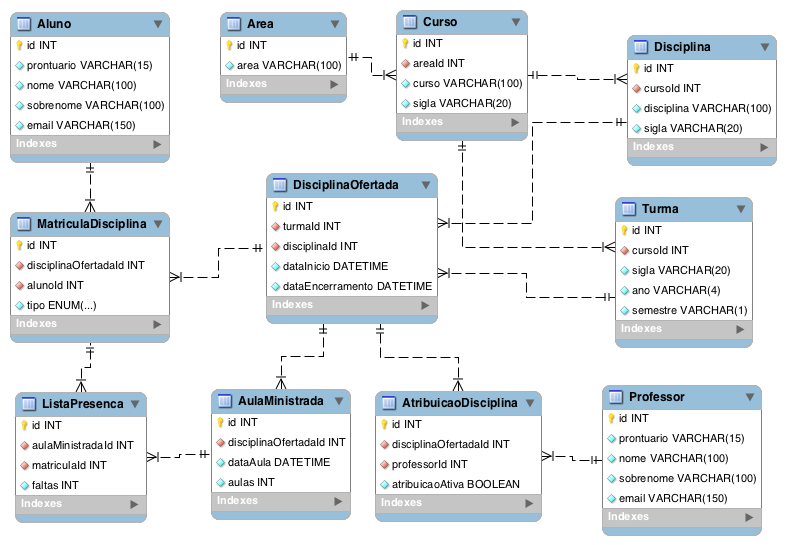 Aluno
id INT
prontuario VARCHAR(15)
nome VARCHAR(100)
sobrenome VARCHAR(100)
email VARCHAR(150)
Indexes
Area
id INT
area VARCHAR(100)
Indexes
Curso
id INT
areaId INT
curso VARCHAR(100)
sigla VARCHAR(20)
Indexes
Disciplina
id INT
cursoId INT
disciplina VARCHAR(100)
sigla VARCHAR(20)
Indexes
MatriculaDisciplina
id INT
disciplinaOfertadaId INT
alunoId INT
tipo ENUM(...)
Indexes
DisciplinaOfertada
id INT
turmaId INT
disciplinaId INT
dataInicio DATETIME
dataEncerramento DATETIME
Indexes
Turma
id INT
cursoId INT
sigla VARCHAR(20)
ano VARCHAR(4)
semestre VARCHAR(1)
Indexes
ListaPresenca
id INT
aulaMinistradaId INT
matriculaId INT
faltas INT
Indexes
AulaMinistrada
id INT
disciplinaOfertadaId INT
dataAula DATETIME
aulas INT
Indexes
AtribuicaoDisciplina
id INT
disciplinaOfertadaId INT
professorId INT
atribuicaoAtiva BOOLEAN
Indexes
Professor
id INT
prontuario VARCHAR(15)
nome VARCHAR(100)
sobrenome VARCHAR(100)
email VARCHAR(150)
Indexes